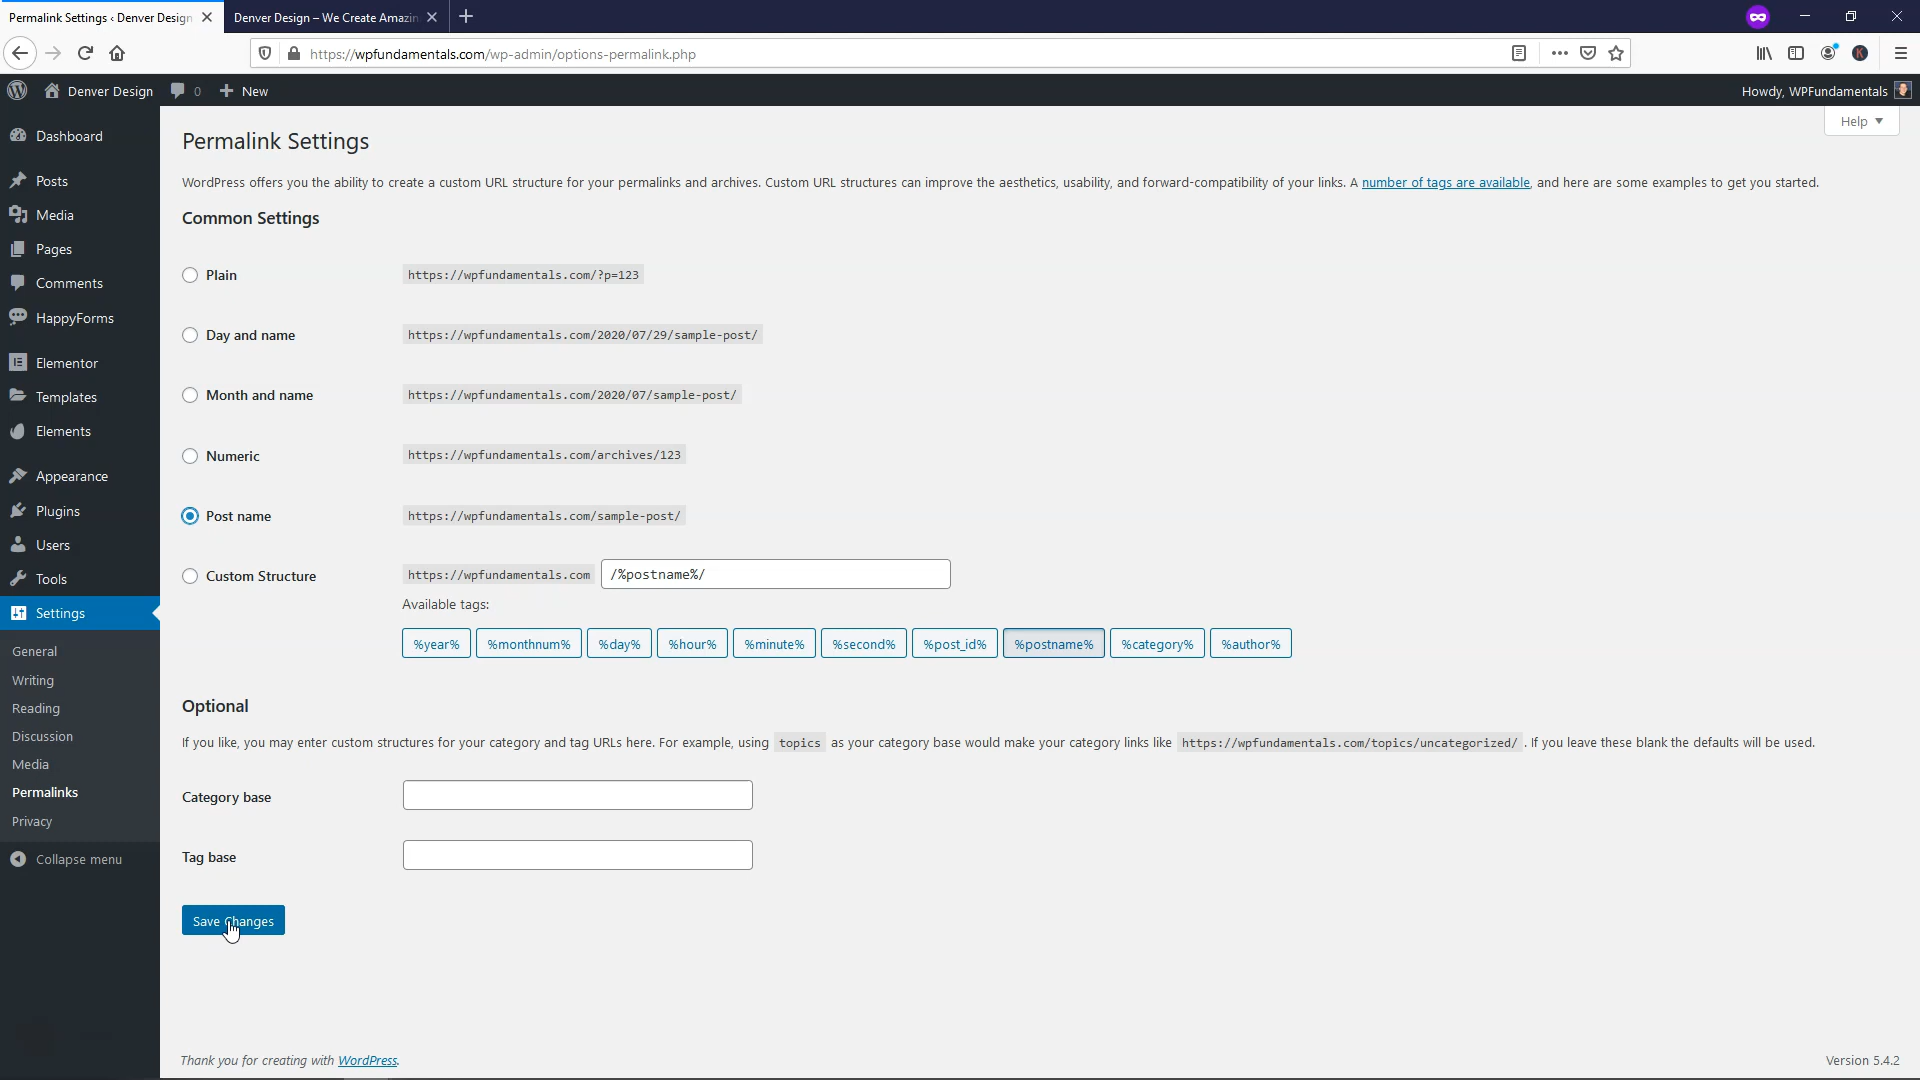 Permalink Settings ‹ Denver Design
Denver Design – We Create Amazin
https://wpfundamentals.com/wp-admin/options-permalink.php
Denver Design
0
New
Howdy, WPFundamentals
Help
Dashboard
Posts
Media
Pages
Comments
HappyForms
Elementor
Templates
Elements
Appearance
Plugins
Users
Tools
Settings
General
Writing
Reading
Discussion
Media
Permalinks
Privacy
Collapse menu
Permalink Settings
WordPress offers you the ability to create a custom URL structure for your permalinks and archives. Custom URL structures can improve the aesthetics, usability, and forward-compatibility of your links. A number of tags are available, and here are some examples to get you started.
Common Settings
Plain https://wpfundamentals.com/?p=123
Day and name https://wpfundamentals.com/2020/07/29/sample-post/
Month and name https://wpfundamentals.com/2020/07/sample-post/
Numeric https://wpfundamentals.com/archives/123
Post name https://wpfundamentals.com/sample-post/
Custom Structure https://wpfundamentals.com /%postname%/
Available tags:
%year% %monthnum% %day% %hour% %minute% %second% %post_id% %postname% %category% %author%
Optional
If you like, you may enter custom structures for your category and tag URLs here. For example, using topics as your category base would make your category links like https://wpfundamentals.com/topics/uncategorized/ . If you leave these blank the defaults will be used.
Category base
Tag base
Save Changes
Thank you for creating with WordPress.
Version 5.4.2